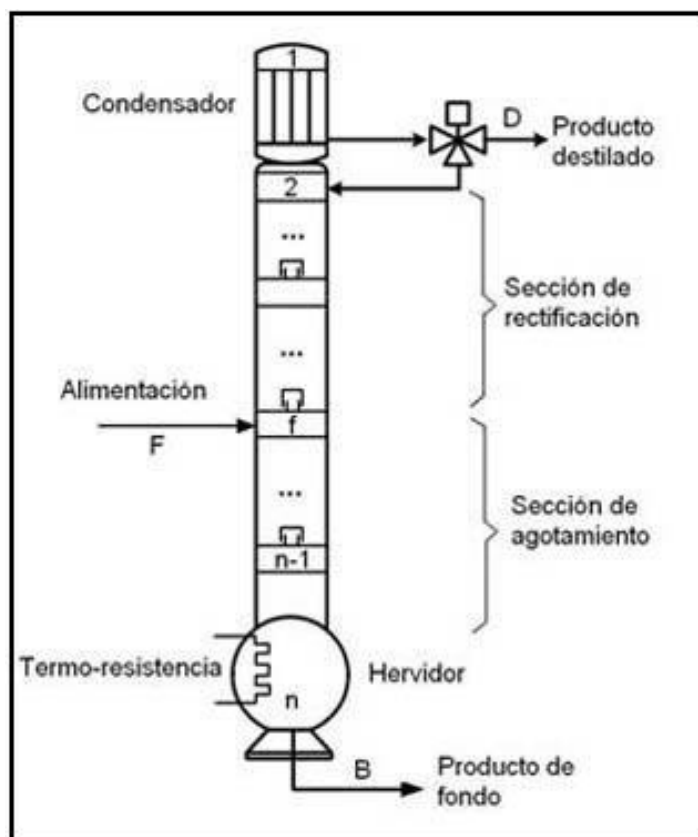 1
Condensador
D
Producto
destilado
2
...
Sección de
rectificación
...
Alimentación
F
f
...
Sección de
agotamiento
n-1
Termo-resistencia
Hervidor
n
B
Producto de
fondo